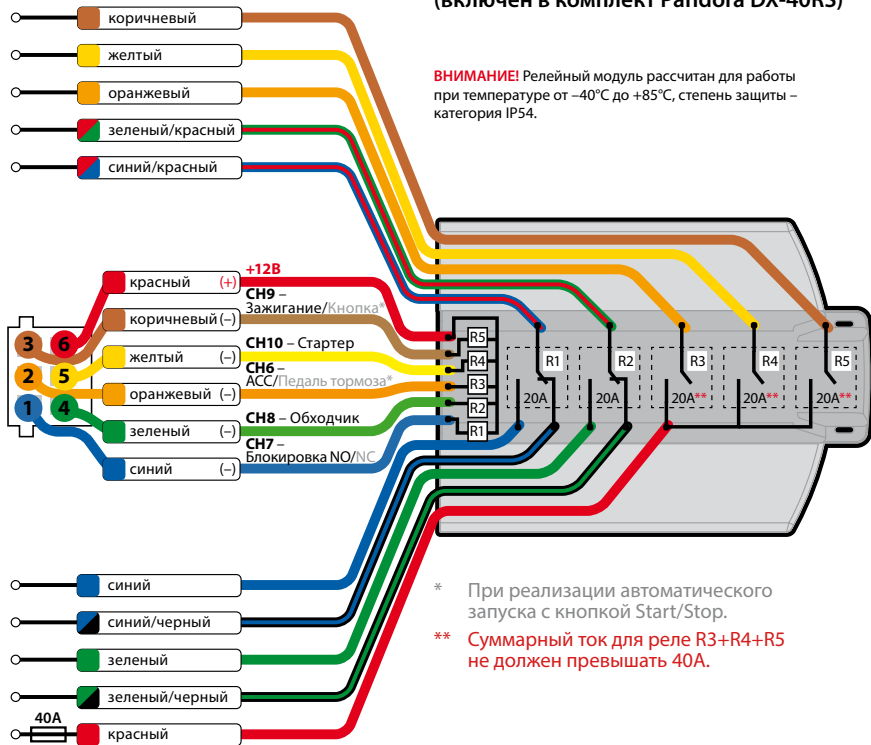 (включен в комплект Pandora DX-40RS)
коричневый
желтый
оранжевый
зеленый/красный
синий/красный
ВНИМАНИЕ! Релейный модуль рассчитан для работы
при температуре от –40°C до +85°C, степень защиты –
категория IP54.
красный (+)
+12В
коричневый (–)
CH9 –
Зажигание/Кнопка*
желтый (–)
CH10 – Стартер
оранжевый (–)
CH6 –
ACC/Педаль тормоза*
зеленый (–)
CH8 – Обходчик
синий (–)
CH7 –
Блокировка NO/NC
3 6
2 5
1 4
R5
R4
R3
R2
R1
R1 R2 R3 R4 R5
20A 20A 20A** 20A** 20A**
синий
синий/черный
зеленый
зеленый/черный
40A
красный
* При реализации автоматического
запуска с кнопкой Start/Stop.
** Суммарный ток для реле R3+R4+R5
не должен превышать 40А.